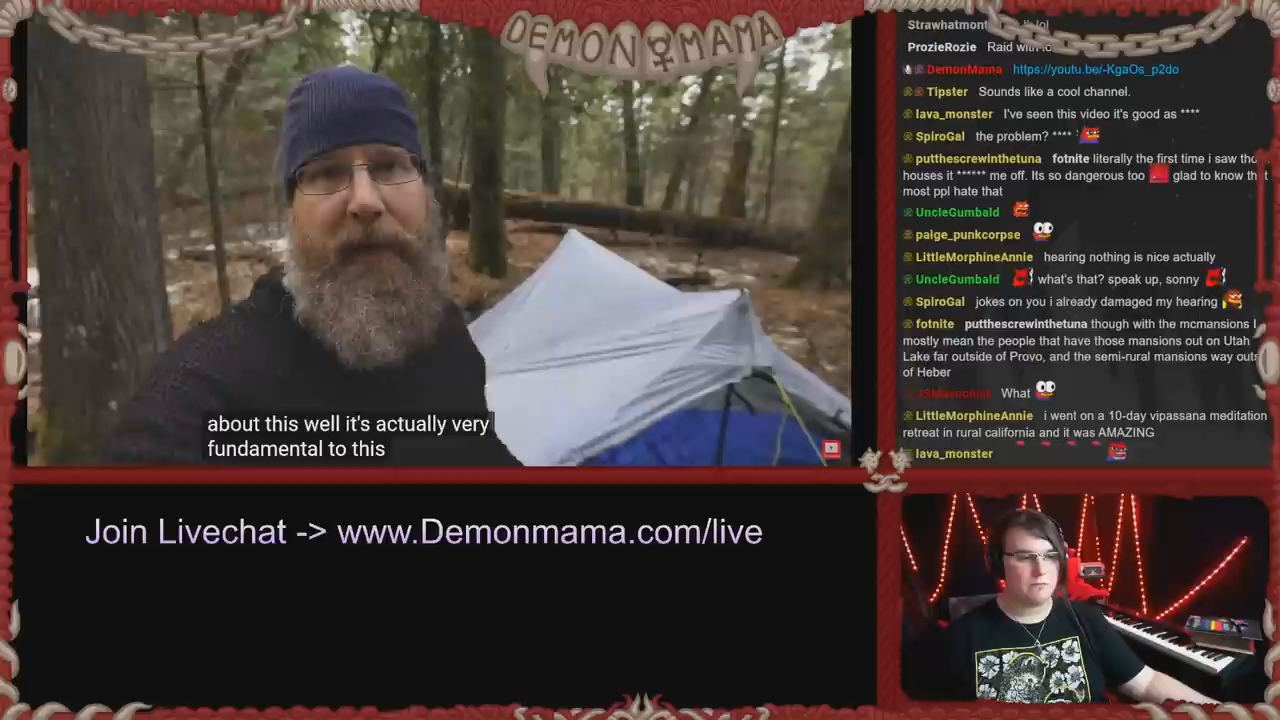 DEMON MAMA
about this well it's actually very
fundamental to this
Join Livechat -> www.Demonmama.com/live
Strawhatmont lol
ProzieRozie Raid with
DemonMama https://youtu.be/-KgaOs_p2do
Tipster Sounds like a cool channel.
lava_monster I've seen this video it's good as ****
SpiroGal the problem? ****
putthescrewinthetuna fotnite literally the first time i saw tho
houses it ****** me off. Its so dangerous too glad to know that
most ppl hate that
UncleGumbald
paige_punkcorpse
LittleMorphineAnnie hearing nothing is nice actually
UncleGumbald what's that? speak up, sonny
SpiroGal jokes on you i already damaged my hearing
fotnite putthescrewinthetuna though with the mcmansions I
mostly mean the people that have those mansions out on Utah
Lake far outside of Provo, and the semi-rural mansions way outs
of Heber
What
LittleMorphineAnnie i went on a 10-day vipassana meditation
retreat in rural california and it was AMAZING
lava_monster